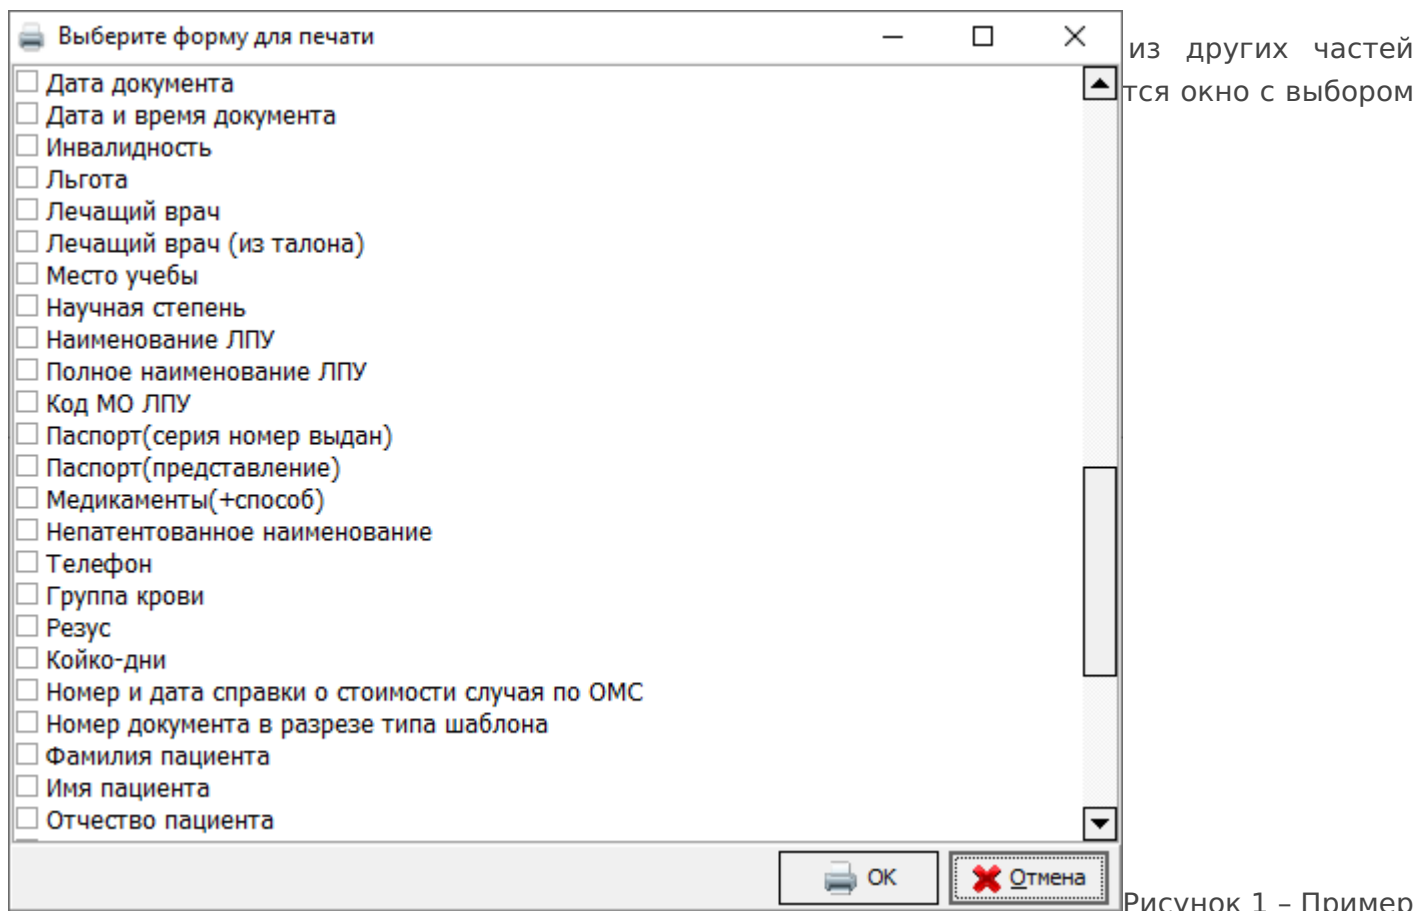 Выберите форму для печати
из других частей
Дата документа
тся окно с выбором
Дата и время документа
Инвалидность
Льгота
Лечащий врач
Лечащий врач (из талона)
Место учебы
Научная степень
Наименование ЛПУ
Полное наименование ЛПУ
Код МО ЛПУ
Паспорт(серия номер выдан)
Паспорт(представление)
Медикаменты(+способ)
Непатентованное наименование
Телефон
Группа крови
Резус
Койко-дни
Номер и дата справки о стоимости случая по ОМС
Номер документа в разрезе типа шаблона
Фамилия пациента
Имя пациента
Отчество пациента
ОК
Отмена
Рисунок 1 – Пример